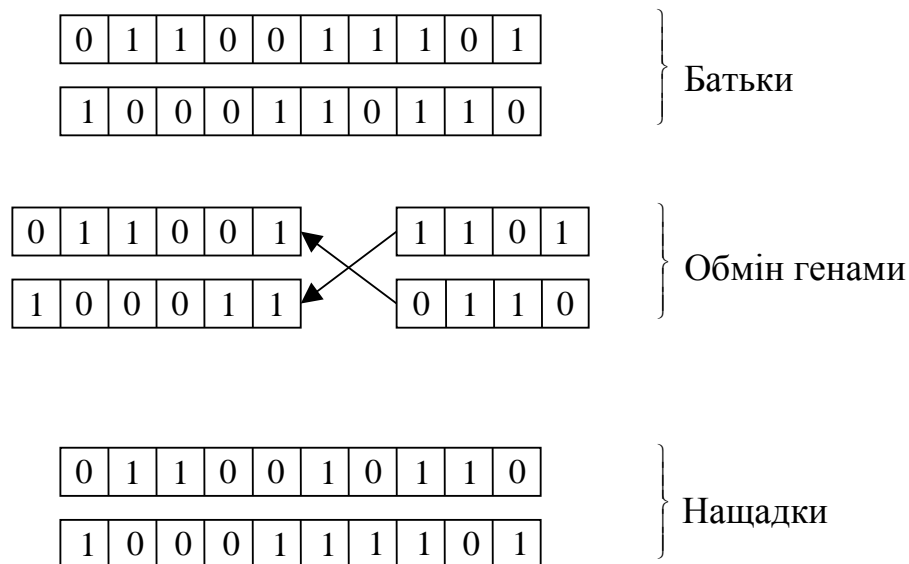 0 1 1 0 0 1 1 1 0 1
Батьки
1 0 0 0 1 1 0 1 1 0
0 1 1 0 0 1 1 1 0 1
Обмін генами
1 0 0 0 1 1 0 1 1 0
0 1 1 0 0 1 0 1 1 0
Нащадки
1 0 0 0 1 1 1 1 0 1